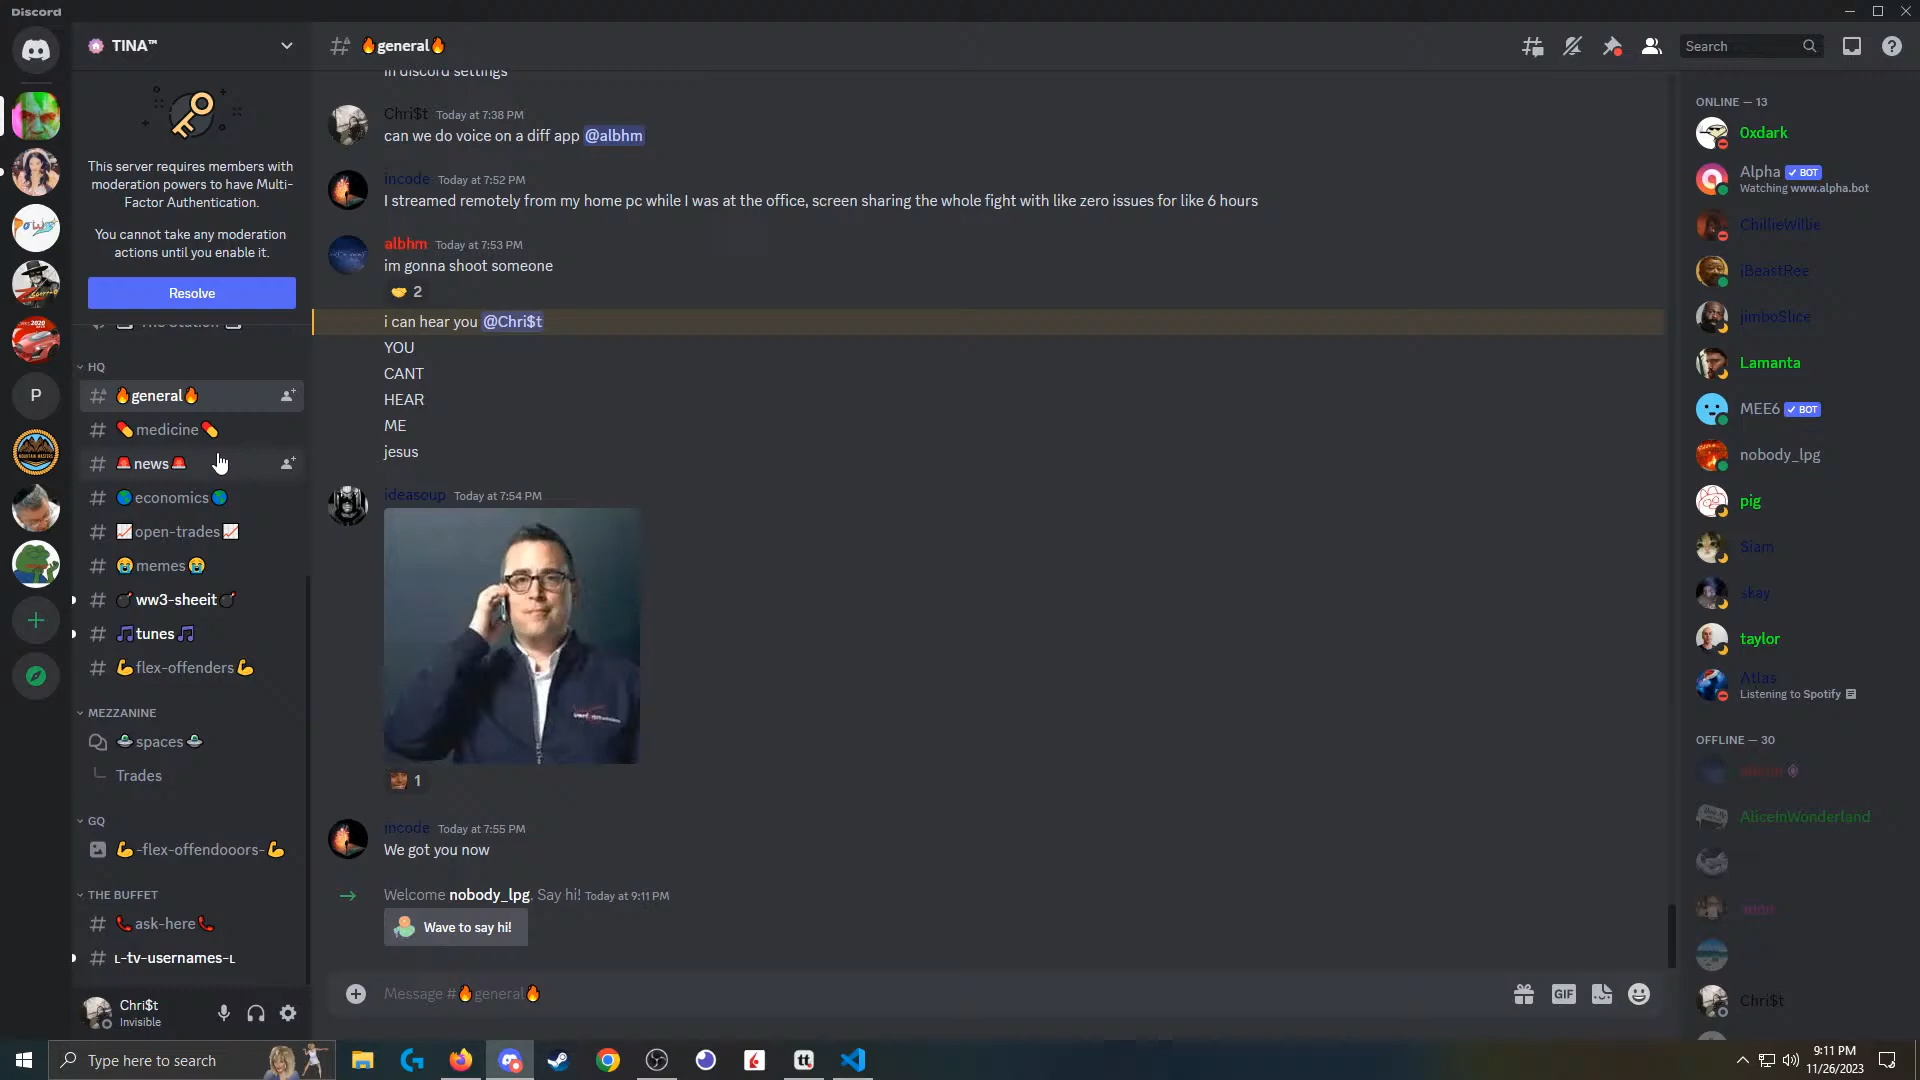 Discord
TINA™
This server requires members with
moderation powers to have Multi-
Factor Authentication.
You cannot take any moderation
actions until you enable it.
Resolve
The Station
HQ
🔥general🔥
💊medicine💊
🚨news🚨
🌎economics🌎
📈open-trades📈
😭memes😭
💣ww3-sheeit💣
🎵tunes🎵
💪flex-offenders💪
MEZZANINE
🛸spaces🛸
Trades
GQ
💪-flex-offendooors-💪
THE BUFFET
📞ask-here📞
ʟ-tv-usernames-ʟ
Chri$t
Invisible
P
🔥general🔥
Search
in discord settings
Chri$t Today at 7:38 PM
can we do voice on a diff app @albhm
incode Today at 7:52 PM
I streamed remotely from my home pc while I was at the office, screen sharing the whole fight with like zero issues for like 6 hours
albhm Today at 7:53 PM
im gonna shoot someone
2
i can hear you @Chri$t
YOU
CANT
HEAR
ME
jesus
ideasoup Today at 7:54 PM
1
incode Today at 7:55 PM
We got you now
Welcome nobody_lpg. Say hi! Today at 9:11 PM
Wave to say hi!
Message #🔥general🔥
GIF
ONLINE — 13
0xdark
Alpha ✓ BOT
Watching www.alpha.bot
ChillieWillie
jBeastRee
jimboSlice
Lamanta
MEE6 ✓ BOT
nobody_lpg
pig
Siam
skay
taylor
Atlas
Listening to Spotify
OFFLINE — 30
AliceInWonderland
Chri$t
Type here to search
tt
9:11 PM
11/26/2023